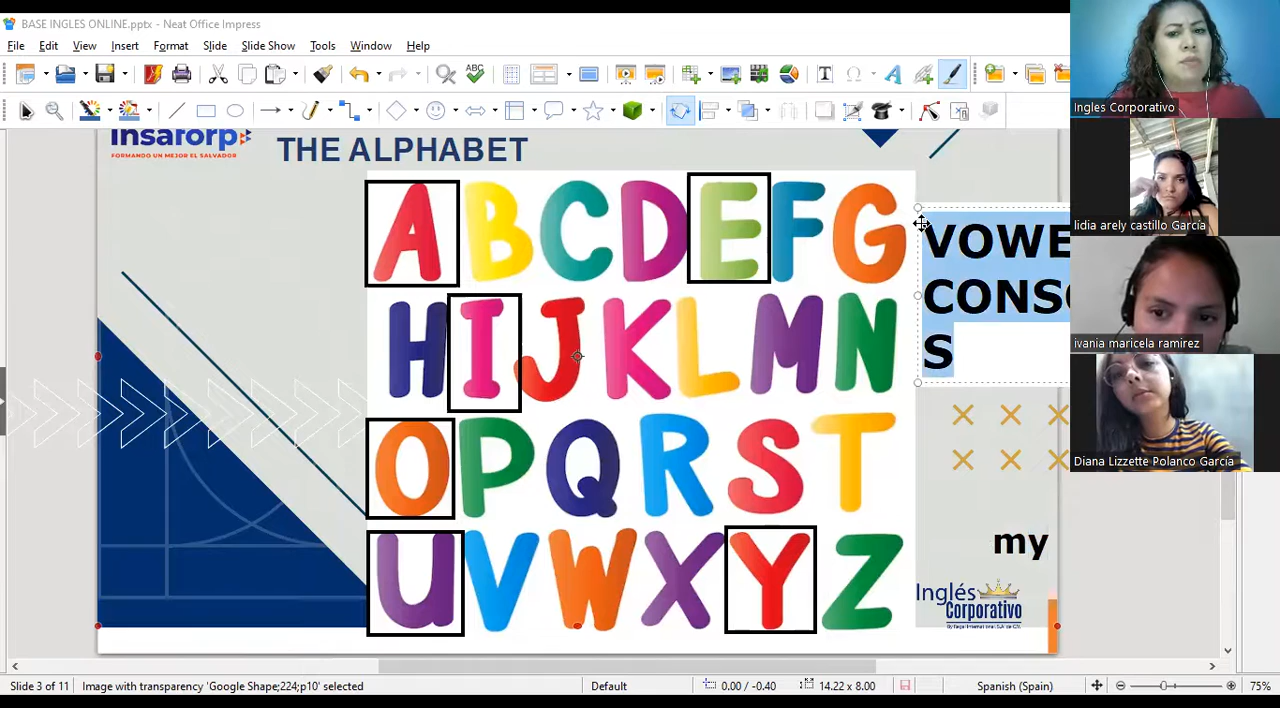 BASE INGLES ONLINE.pptx - Neat Office Impress
File Edit View Insert Format Slide Slide Show Tools Window Help
Ingles Corporativo
insaforp
FORMANDO UN MEJOR EL SALVADOR
THE ALPHABET
A B C D E F G
H I J K L M N
O P Q R S T
U V W X Y Z
VOWE
CONSO
S
my
Inglés
Corporativo
lidia arely castillo García
ivania maricela ramirez
Diana Lizzette Polanco Garcia
Slide 3 of 11 Image with transparency 'Google Shape;224;p10' selected Default 0.00 / -0.40 14.22 x 8.00 Spanish (Spain) 75%